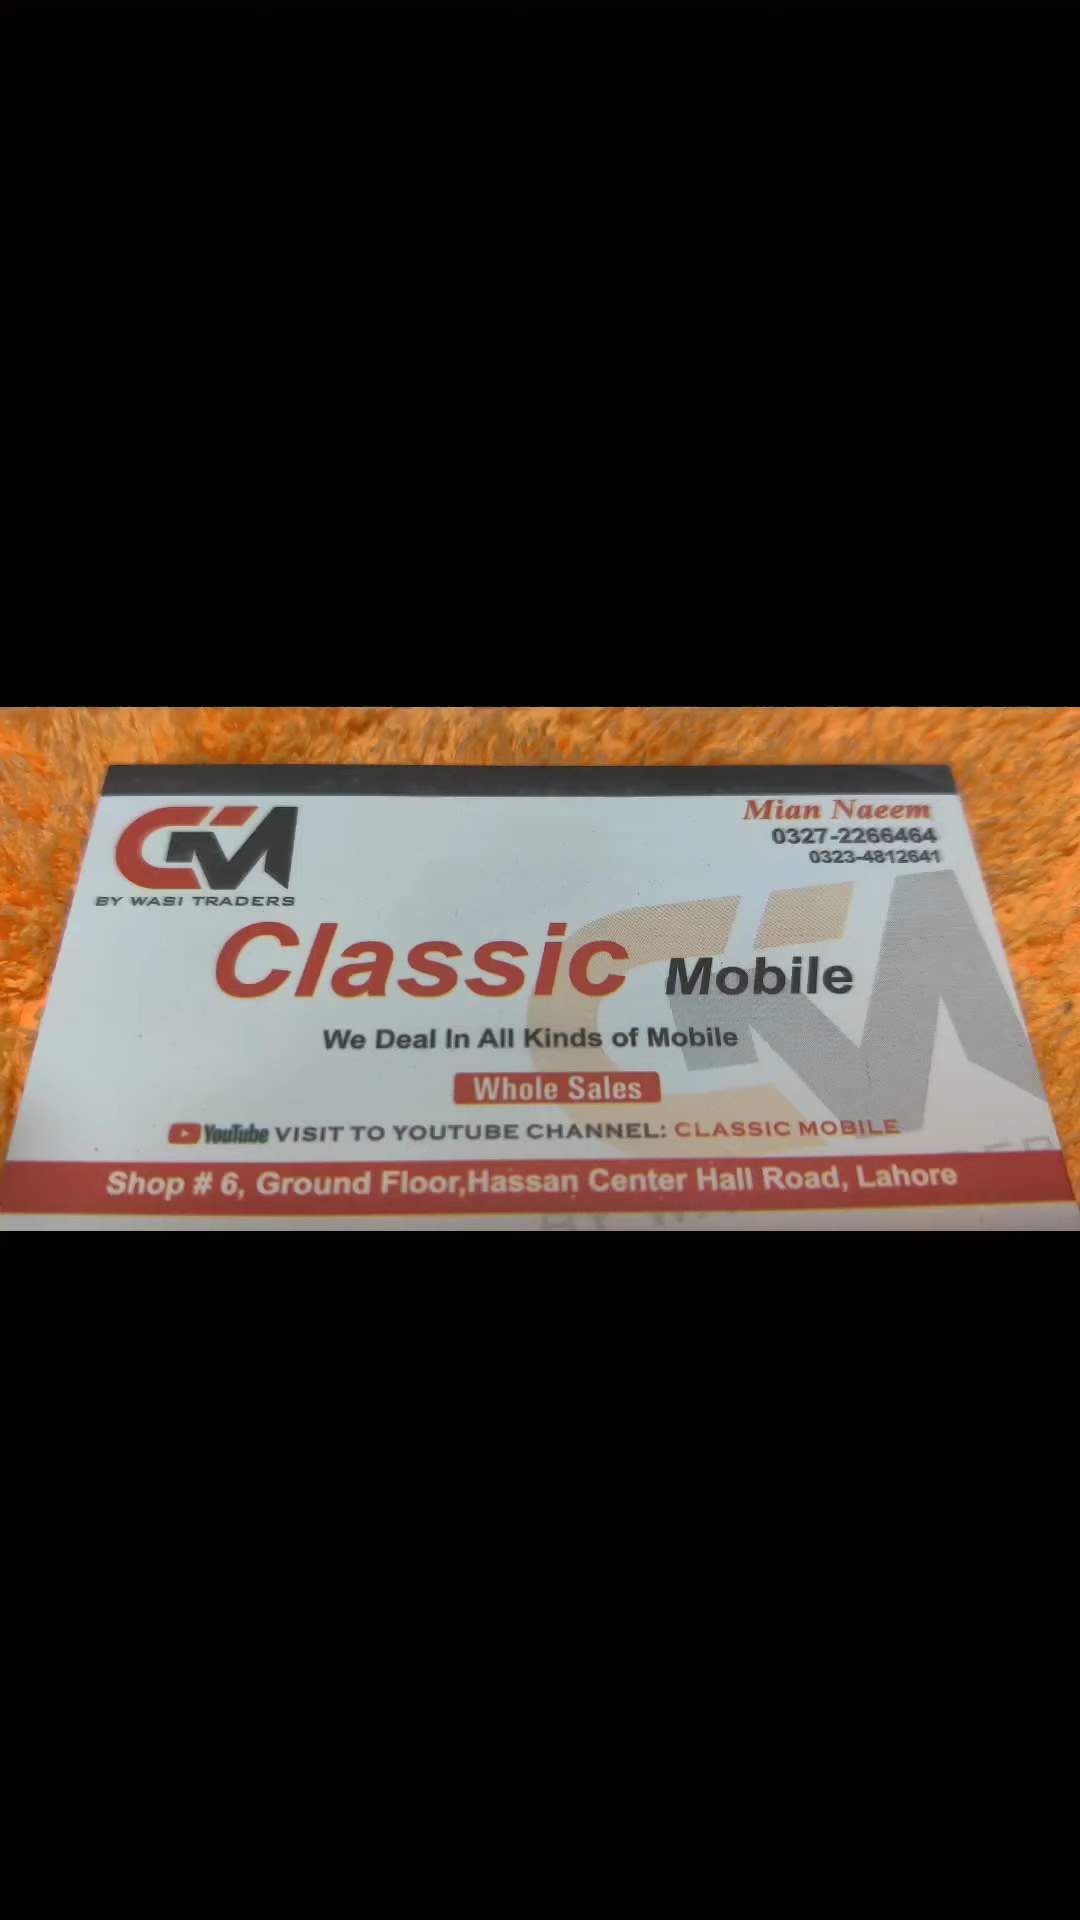 CM
BY WASI TRADERS
Mian Naeem
0327-2266464
0323-4812641
Classic Mobile
We Deal In All Kinds of Mobile
Whole Sales
YouTube VISIT TO YOUTUBE CHANNEL: CLASSIC MOBILE
Shop # 6, Ground Floor,Hassan Center Hall Road, Lahore